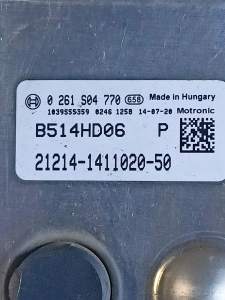 0 261 S04 770 658 Made in Hungary
1039S55359 0246 1258 14-07-20 Motronic
B514HD06 P
21214-1411020-50